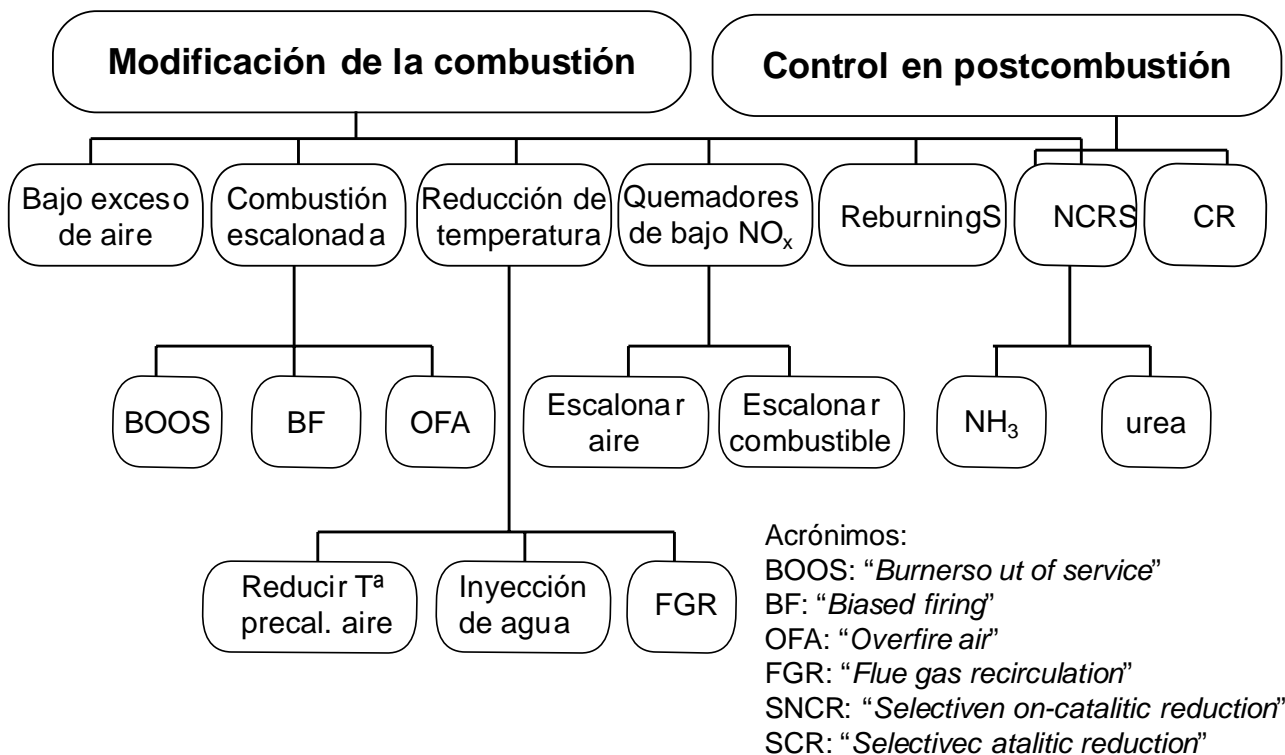 Modificación de la combustión
Control en postcombustión
Bajo exceso
de aire
Combustión
escalonada
Reducción de
temperatura
Quemadores
de bajo NOₓ
ReburningS
NCRS
CR
BOOS
BF
OFA
Escalonar
aire
Escalonar
combustible
NH₃
urea
Reducir Tª
precal. aire
Inyección
de agua
FGR
Acrónimos:
BOOS: “Burnerso ut of service”
BF: “Biased firing”
OFA: “Overfire air”
FGR: “Flue gas recirculation”
SNCR: “Selectiven on-catalitic reduction”
SCR: “Selectivec atalitic reduction”